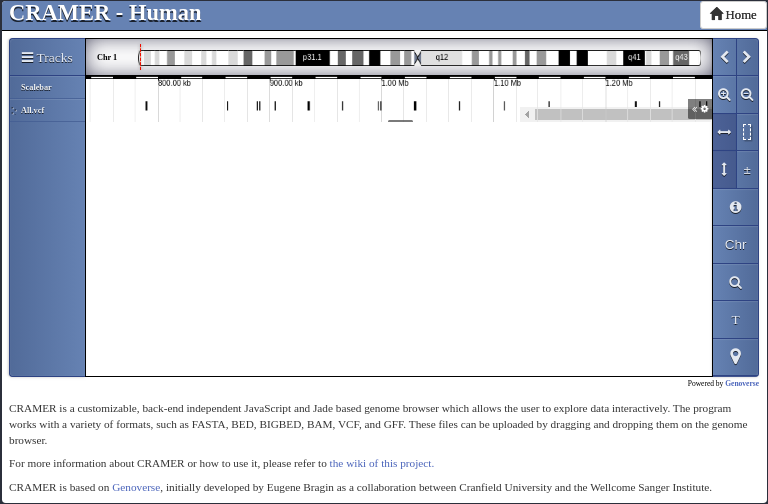 CRAMER - Human
Home
Tracks
Chr 1
p31.1
q12
q41
q43
Scalebar
800.00 kb
900.00 kb
1.00 Mb
1.10 Mb
1.20 Mb
All.vcf
±
Chr
T
Powered by Genoverse
CRAMER is a customizable, back-end independent JavaScript and Jade based genome browser which allows the user to explore data interactively. The program
works with a variety of formats, such as FASTA, BED, BIGBED, BAM, VCF, and GFF. These files can be uploaded by dragging and dropping them on the genome
browser.
For more information about CRAMER or how to use it, please refer to the wiki of this project.
CRAMER is based on Genoverse, initially developed by Eugene Bragin as a collaboration between Cranfield University and the Wellcome Sanger Institute.